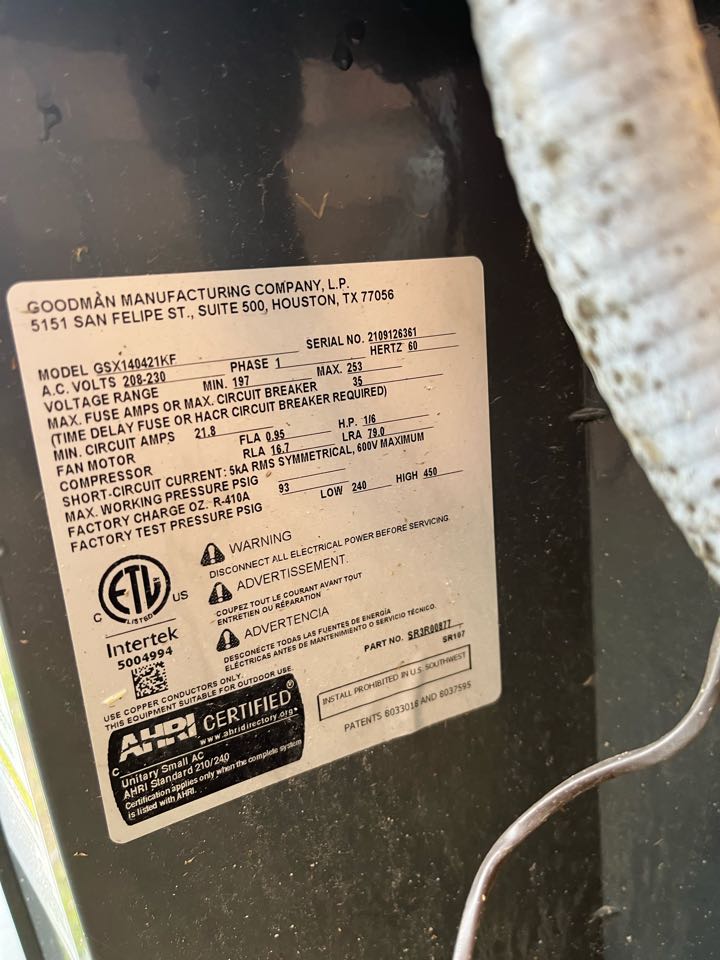 GOODMAN MANUFACTURING COMPANY, L.P.
5151 SAN FELIPE ST., SUITE 500, HOUSTON, TX 77056
MODEL GSX140421KF SERIAL NO. 2109126361
A.C. VOLTS 208-230 PHASE 1 HERTZ 60
VOLTAGE RANGE MIN. 197 MAX. 253
MAX. FUSE AMPS OR MAX. CIRCUIT BREAKER 35
(TIME DELAY FUSE OR HACR CIRCUIT BREAKER REQUIRED)
MIN. CIRCUIT AMPS 21.8
FAN MOTOR FLA 0.95 H.P. 1/6
COMPRESSOR RLA 16.7 LRA 79.0
SHORT-CIRCUIT CURRENT: 5kA RMS SYMMETRICAL, 600V MAXIMUM
MAX. WORKING PRESSURE PSIG
FACTORY CHARGE OZ. R-410A 93
FACTORY TEST PRESSURE PSIG LOW 240 HIGH 450
WARNING
DISCONNECT ALL ELECTRICAL POWER BEFORE SERVICING.
ADVERTISSEMENT.
COUPEZ TOUT LE COURANT AVANT TOUT
ENTRETIEN OU RÉPARATION
ADVERTENCIA
DESCONECTE TODAS LAS FUENTES DE ENERGÍA
ELÉCTRICAS ANTES DE MANTENIMIENTO O SERVICIO TÉCNICO.
C ETL US
LISTED
Intertek
5004994
PART NO. SR3R00877
SR107
USE COPPER CONDUCTORS ONLY.
THIS EQUIPMENT SUITABLE FOR OUTDOOR USE.
INSTALL PROHIBITED IN U.S. SOUTHWEST
PATENTS 8033018 AND 8037595
AHRI CERTIFIED®
www.ahridirectory.org
Unitary Small AC
AHRI Standard 210/240
Certification applies only when the complete system
is listed with AHRI.